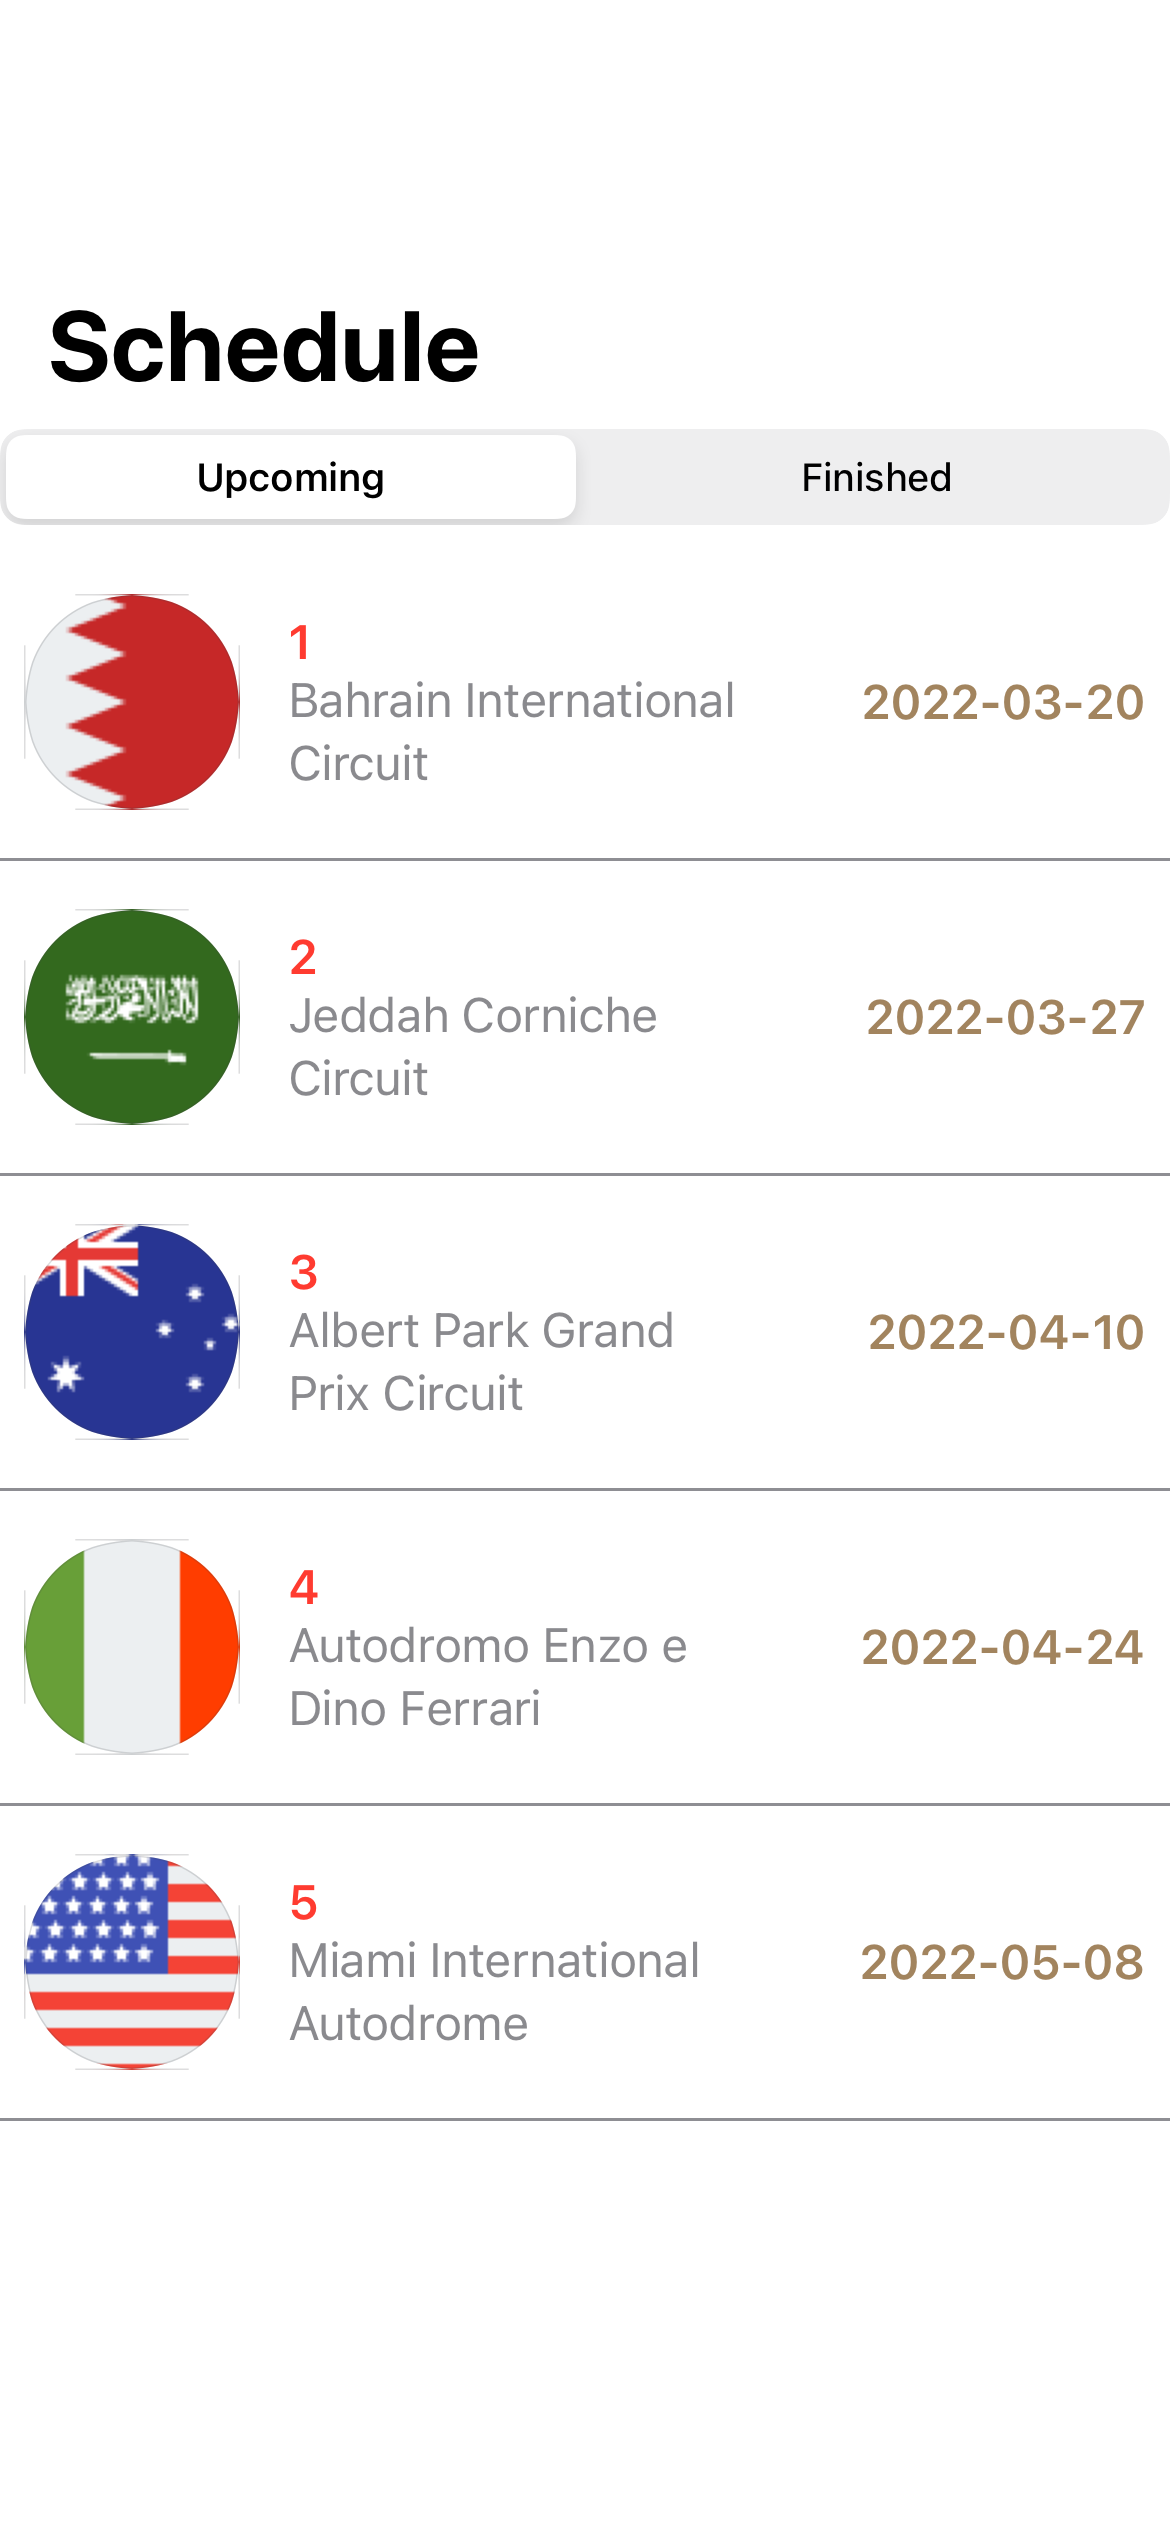 Schedule
Upcoming
Finished
1
Bahrain International
Circuit
2022-03-20
2
Jeddah Corniche
Circuit
2022-03-27
3
Albert Park Grand
Prix Circuit
2022-04-10
4
Autodromo Enzo e
Dino Ferrari
2022-04-24
5
Miami International
Autodrome
2022-05-08